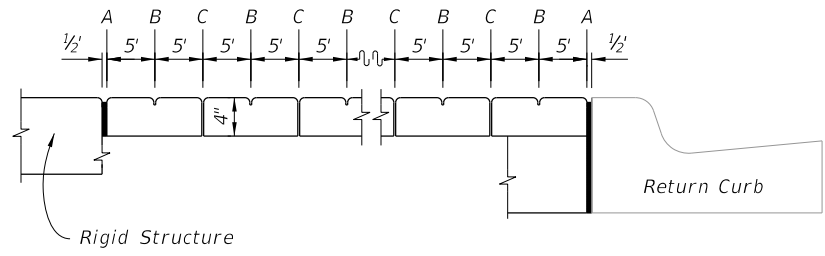 A B C B C B C B C B A
½' 5' 5' 5' 5' 5' 5' 5' 5' 5' ½'
4"
Return Curb
Rigid Structure